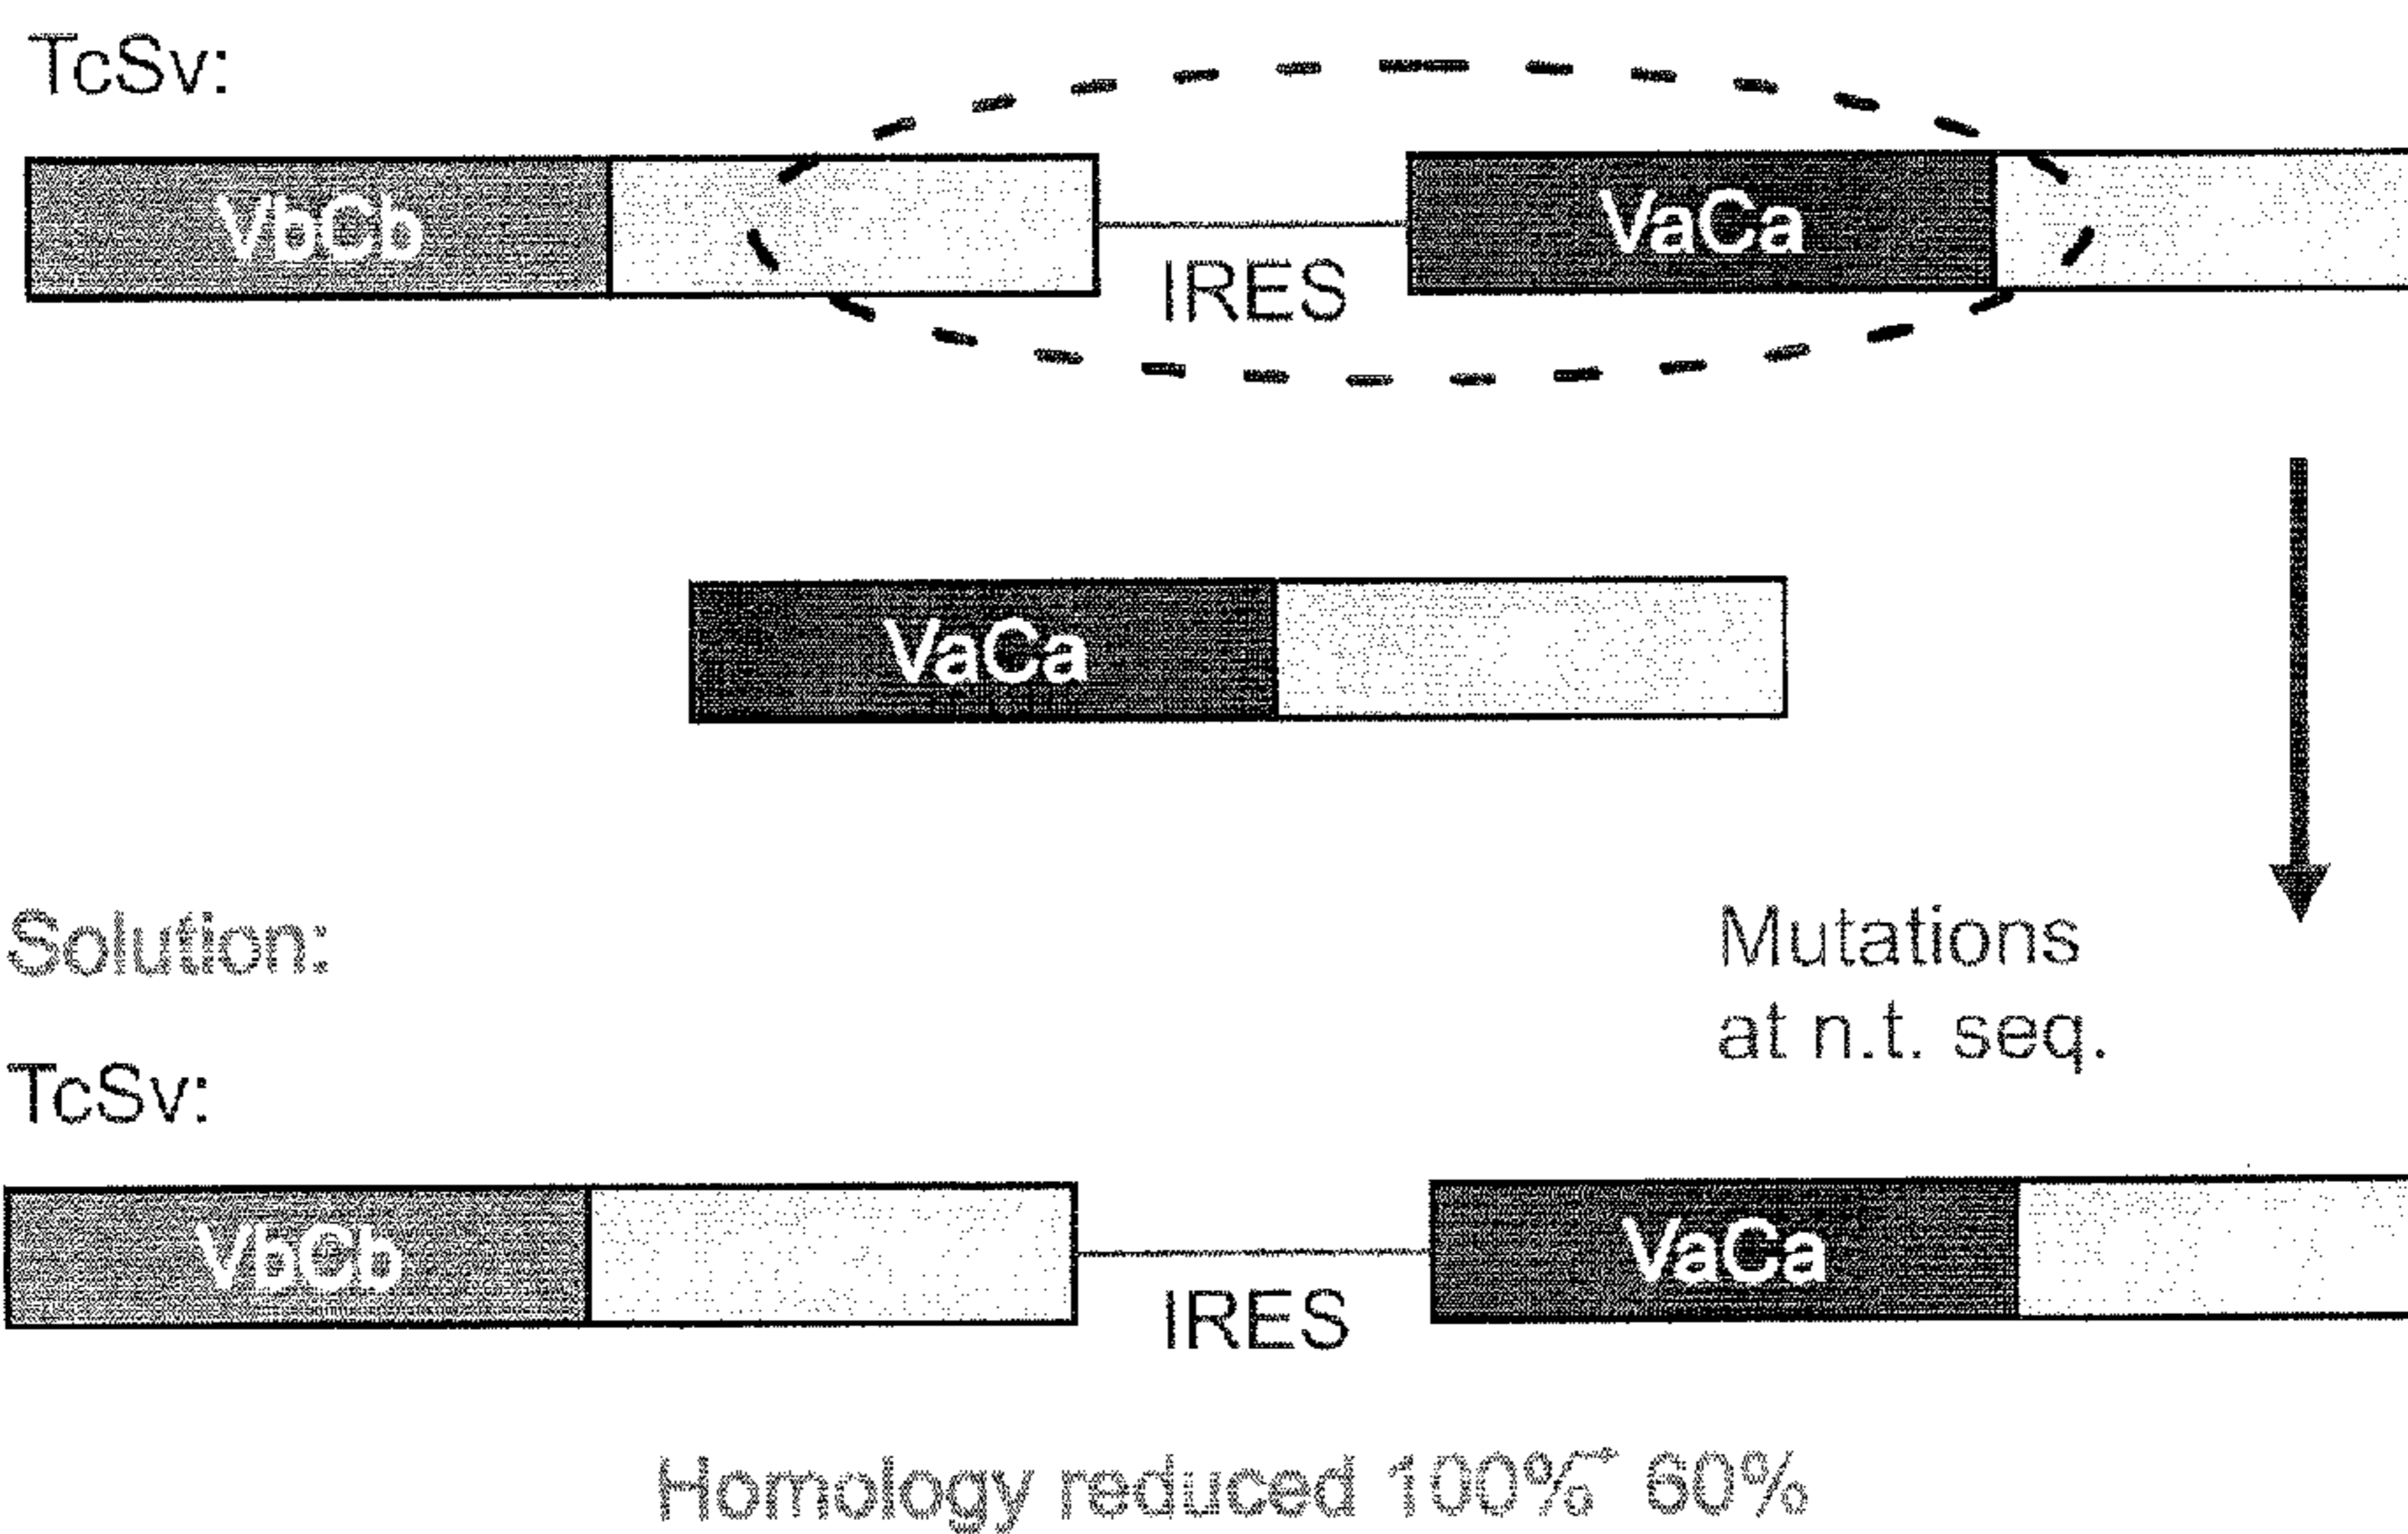 TcSv:
VbCb
VaCa
IRES
VaCa
Solution:
Mutations
at n.t. seq.
TcSv:
VbCb
VaCa
IRES
Homology reduced 100%→ 60%